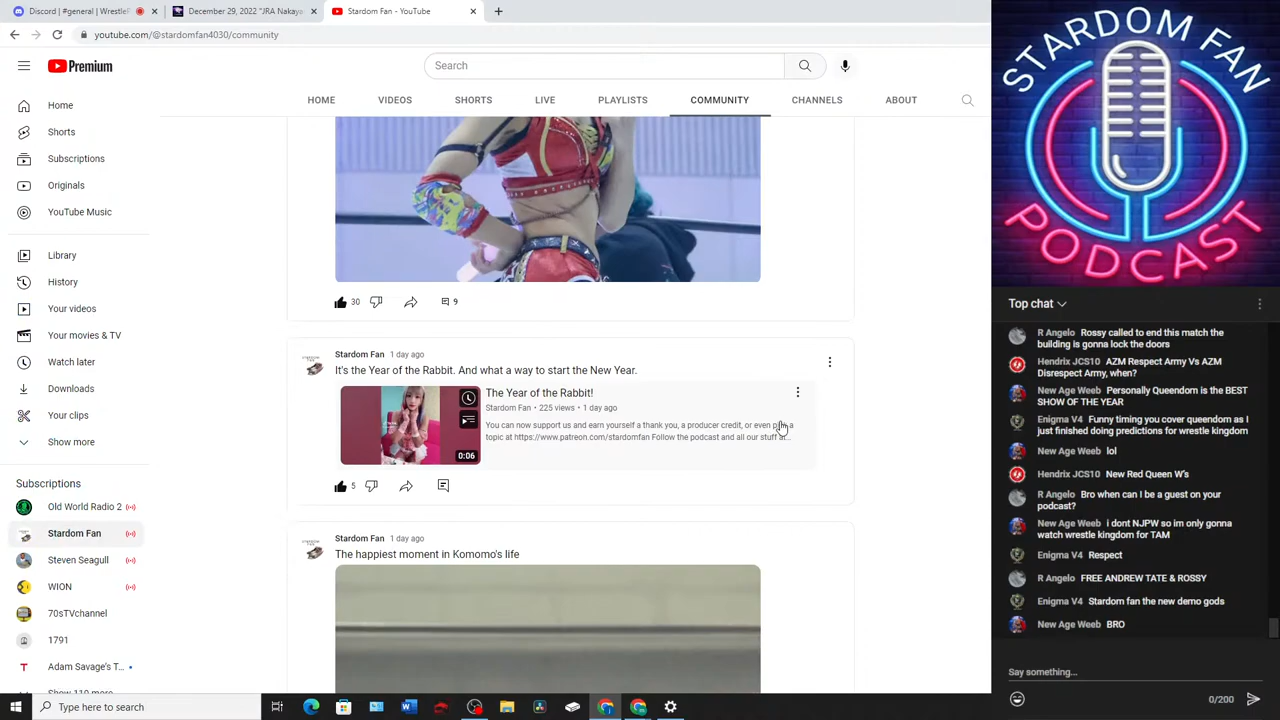 Discord | #general | WrestleF
December 29, 2022 "JRA Nakaya
Stardom Fan - YouTube
youtube.com/@stardomfan4030/community
Premium
Search
HOME
VIDEOS
SHORTS
LIVE
PLAYLISTS
COMMUNITY
CHANNELS
ABOUT
Home
Shorts
Subscriptions
Originals
YouTube Music
Library
History
Your videos
Your movies & TV
Watch later
Downloads
Your clips
Show more
Subscriptions
Old World Radio 2
Stardom Fan
Steven Seagull
WION
70sTVchannel
1791
Adam Savage's T...
Show 110 more
30
9
Stardom Fan 1 day ago
It's the Year of the Rabbit. And what a way to start the New Year.
The Year of the Rabbit!
Stardom Fan • 225 views • 1 day ago
You can now support us and earn yourself a thank you, a producer credit, or even pick a
topic at https://www.patreon.com/stardomfan Follow the podcast and all our stuff at...
0:06
5
Stardom Fan 1 day ago
The happiest moment in Komomo's life
STARDOM FAN
PODCAST
Top chat
R Angelo Rossy called to end this match the
building is gonna lock the doors
Hendrix JCS10 AZM Respect Army Vs AZM
Disrespect Army, when?
New Age Weeb Personally Queendom is the BEST
SHOW OF THE YEAR
Enigma V4 Funny timing you cover queendom as I
just finished doing predictions for wrestle kingdom
New Age Weeb lol
Hendrix JCS10 New Red Queen W's
R Angelo Bro when can I be a guest on your
podcast?
New Age Weeb i dont NJPW so im only gonna
watch wrestle kingdom for TAM
Enigma V4 Respect
R Angelo FREE ANDREW TATE & ROSSY
Enigma V4 Stardom fan the new demo gods
New Age Weeb BRO
Say something...
0/200
Type here to search